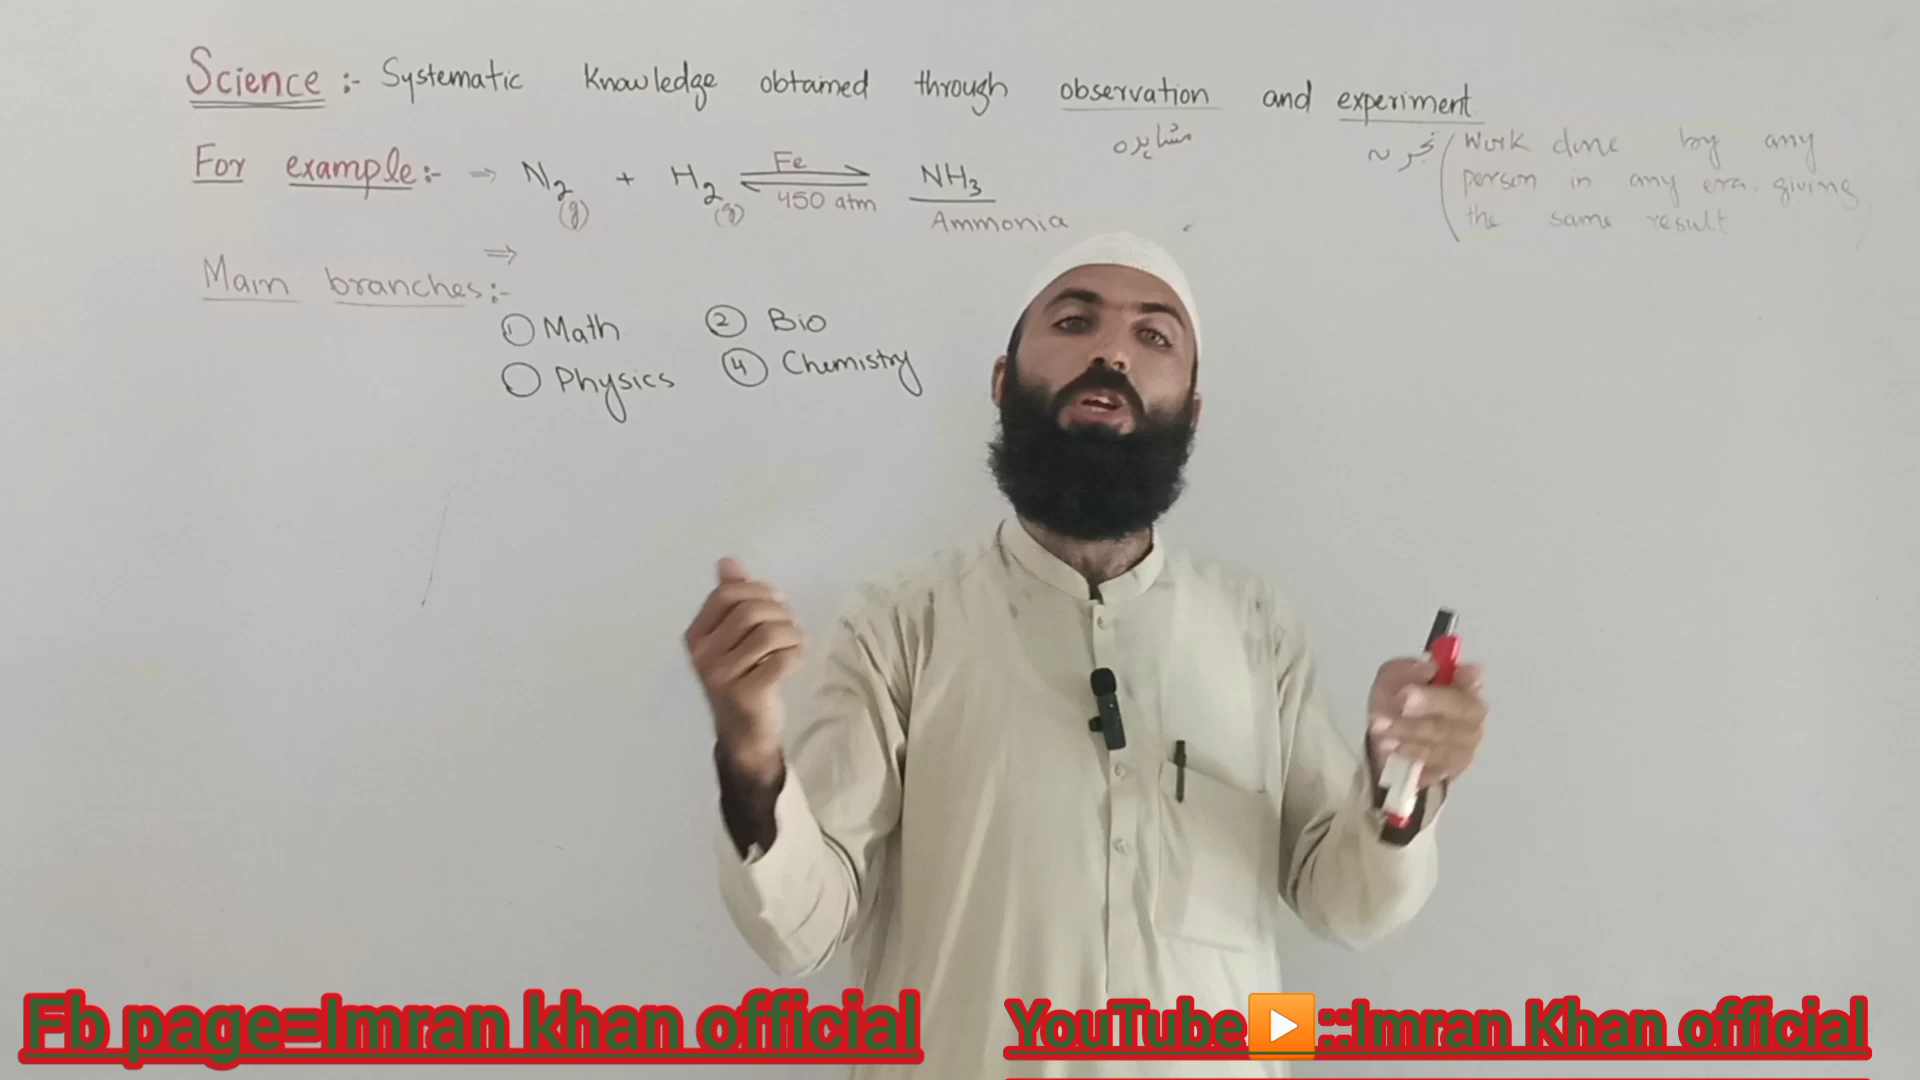 Science :- Systematic knowledge obtained through observation and experiment
مشاہدہ
تجربہ
(Work done by any
person in any era, giving
the same result
For example:- → N2 (g) + H2 (g) ⇌ NH3
Fe
450 atm
Ammonia
⇒
Main branches:-
① Math ② Bio
○ Physics ④ Chemistry
Fb page=Imran khan official
YouTube▶️::Imran Khan official